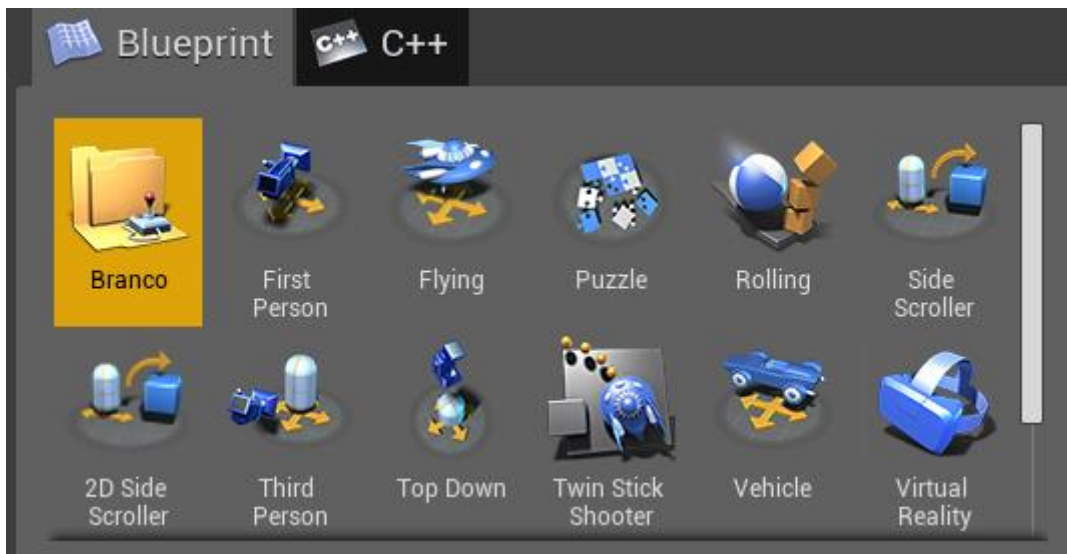 Blueprint
C++
C++
Branco
First
Person
Flying
Puzzle
Rolling
Side
Scroller
2D Side
Scroller
Third
Person
Top Down
Twin Stick
Shooter
Vehicle
Virtual
Reality